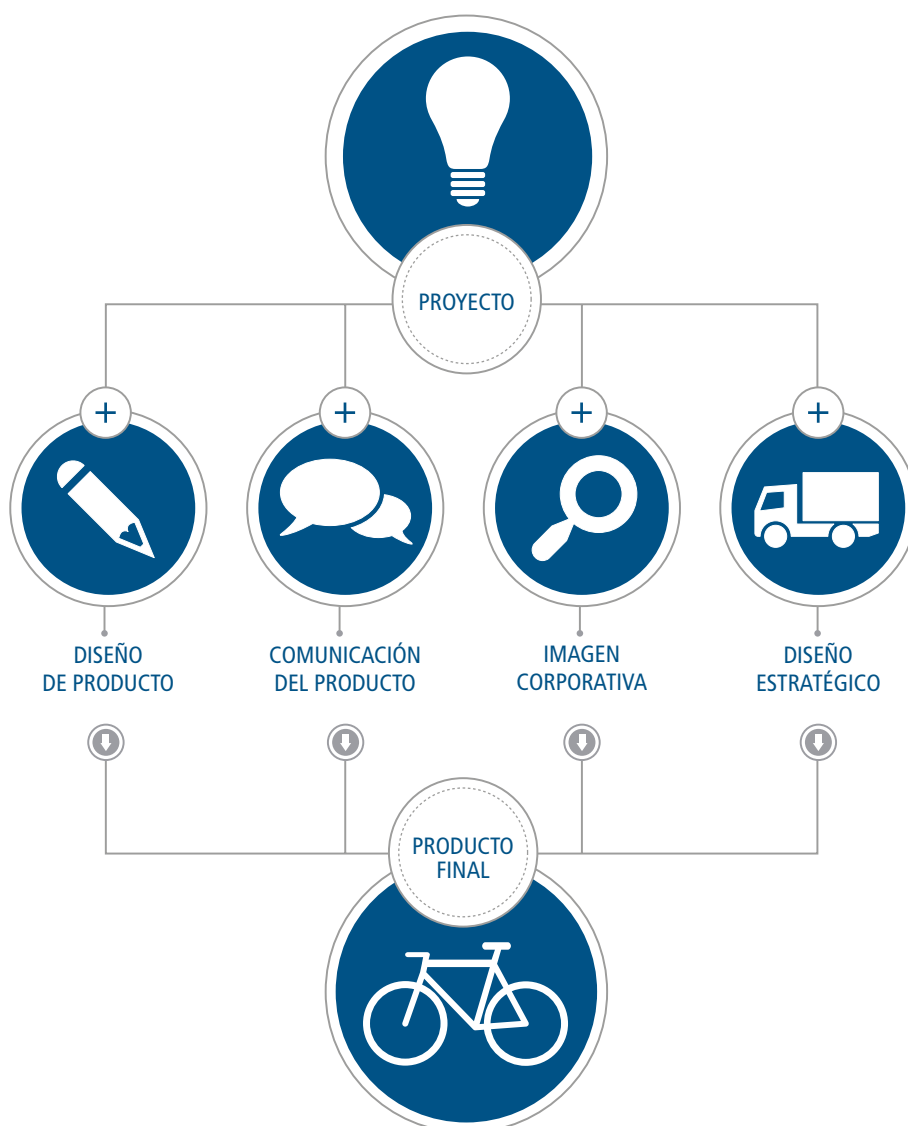 PROYECTO
+
+
+
+
DISEÑO
DE PRODUCTO
COMUNICACIÓN
DEL PRODUCTO
IMAGEN
CORPORATIVA
DISEÑO
ESTRATÉGICO
PRODUCTO
FINAL